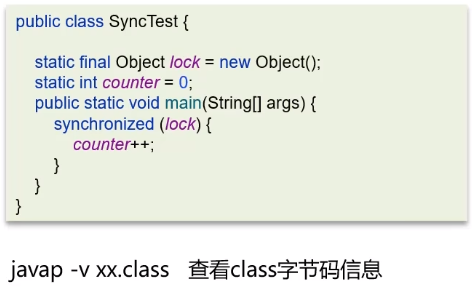 public class SyncTest {
static final Object lock = new Object();
static int counter = 0;
public static void main(String[] args) {
synchronized (lock) {
counter++;
}
}
}
javap -v xx.class 查看class字节码信息